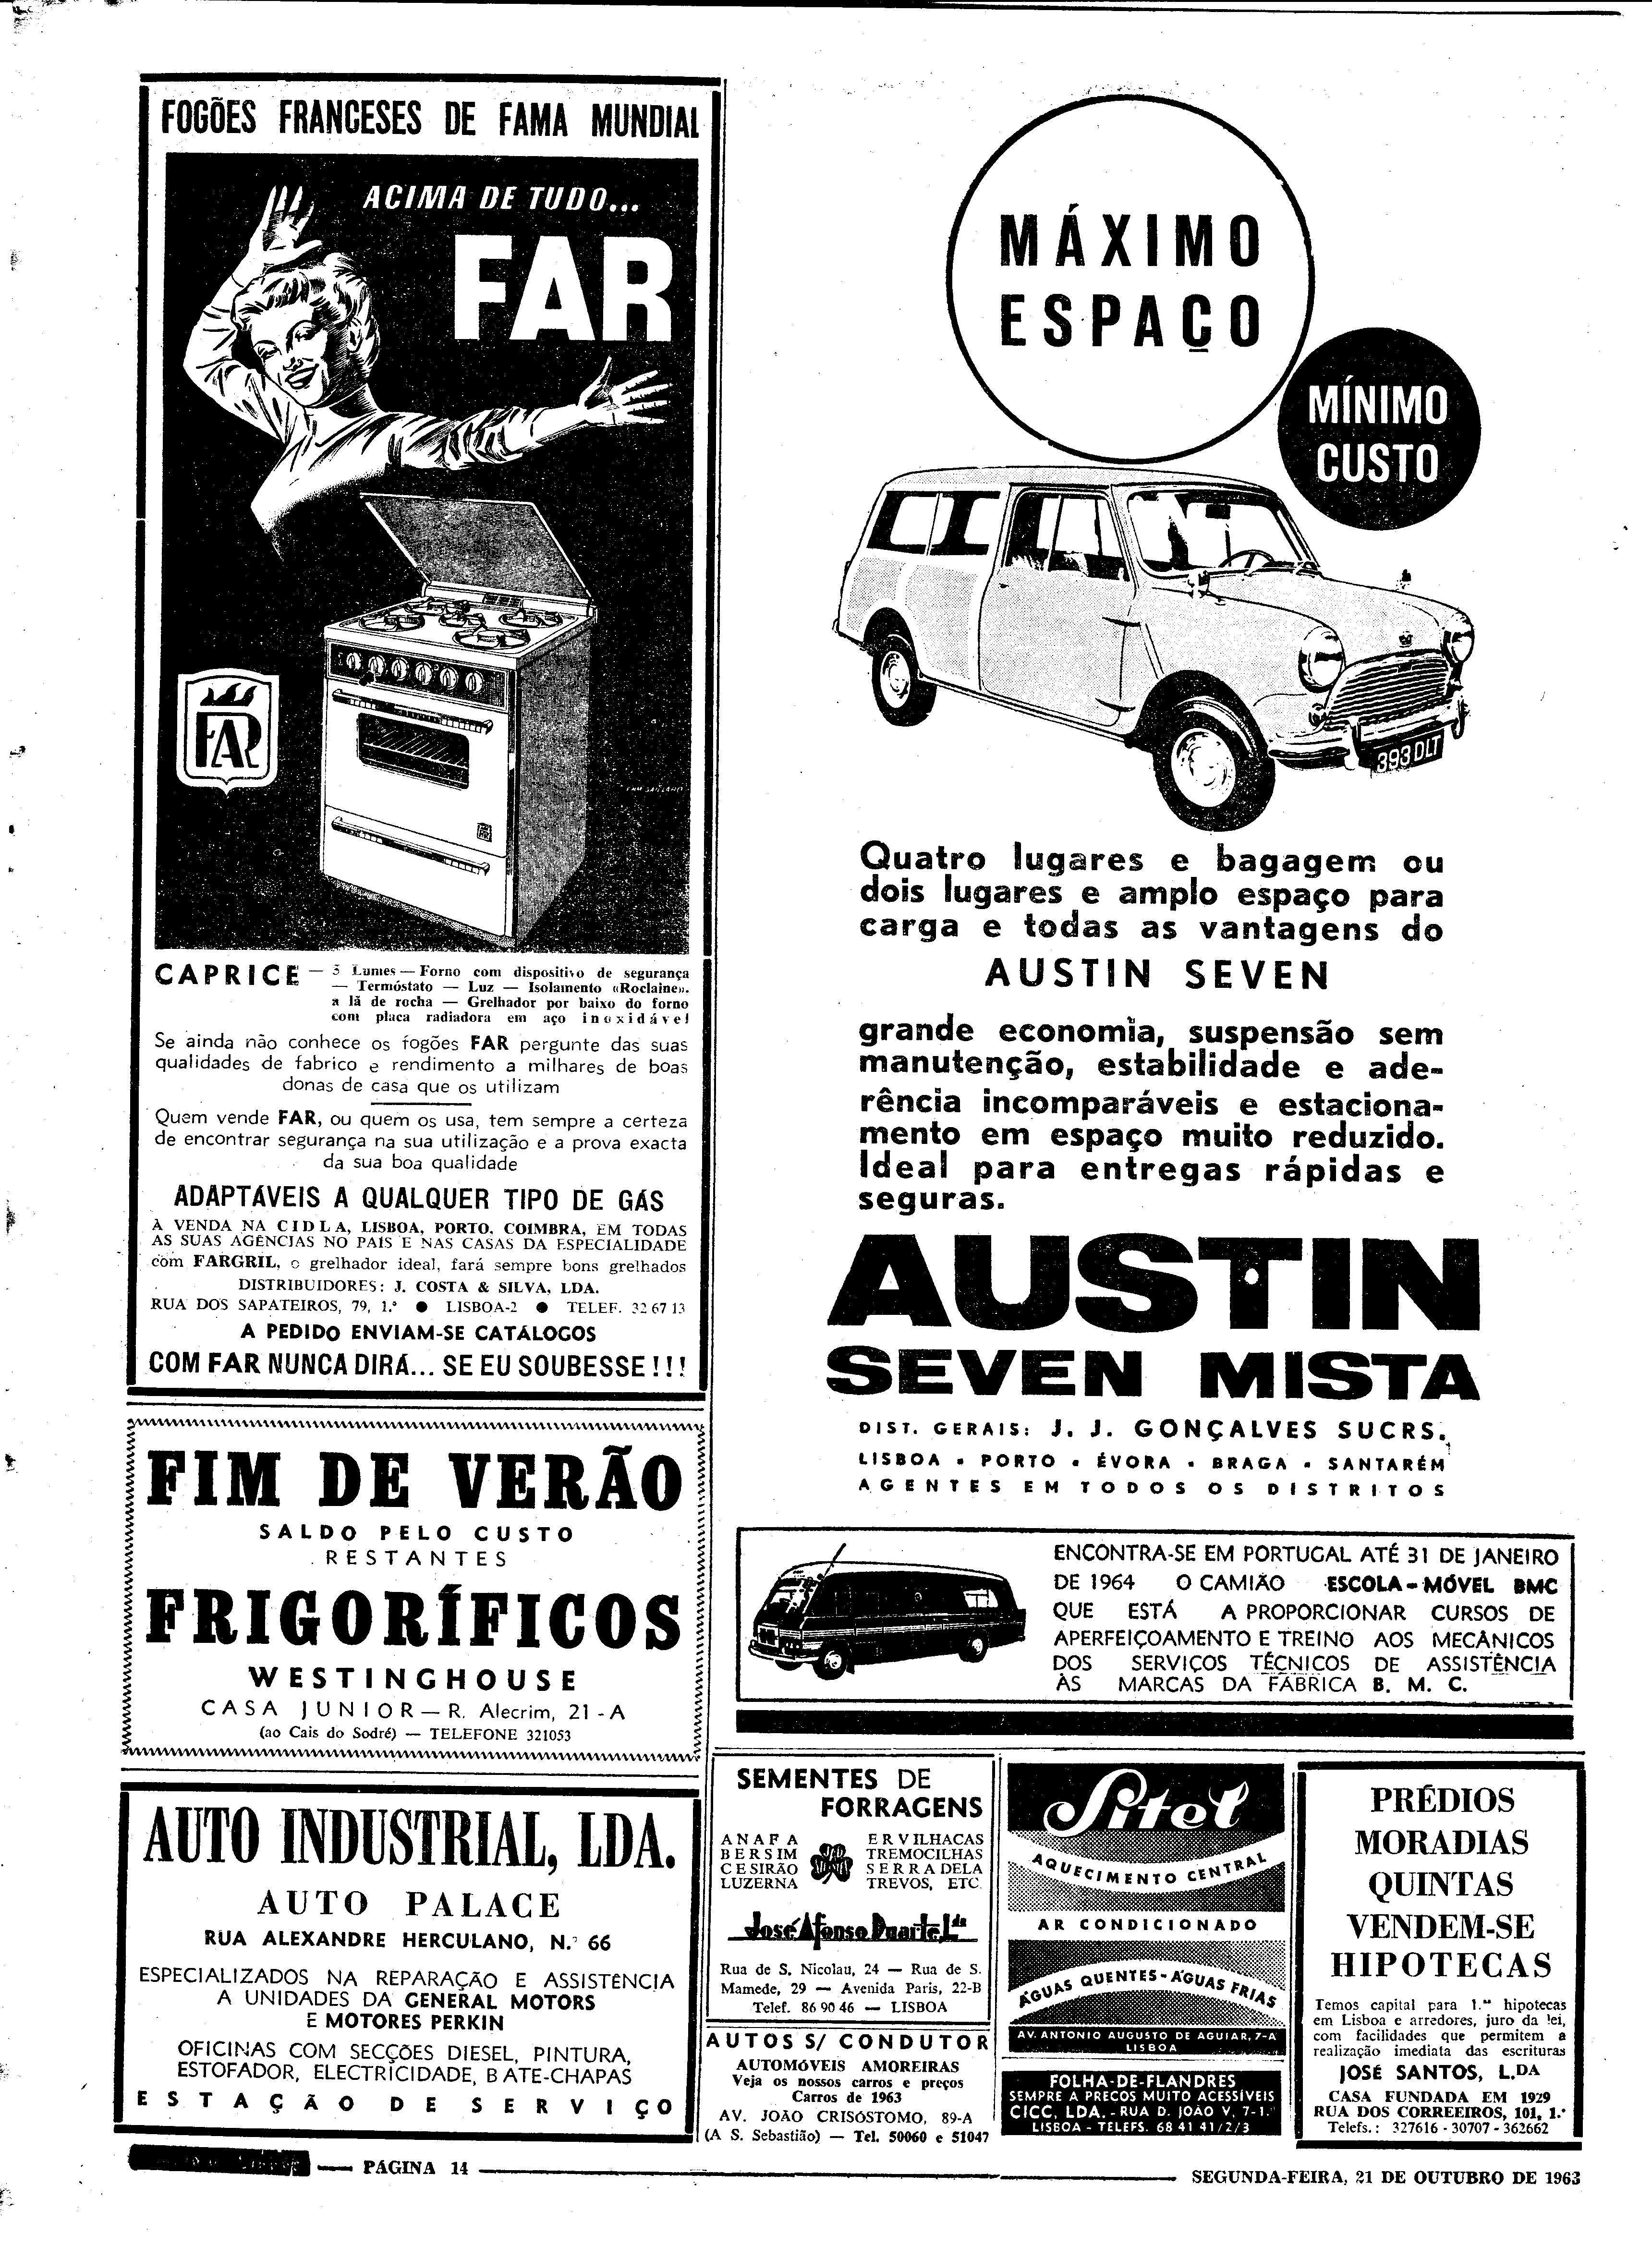 FOGÕES FRANCESES DE FAMA MUNDIAL
ACIMA DE TUDO...
FAR
FAR
CAPRICE — 5 Lumes — Forno com dispositivo de segurança
— Termóstato — Luz — Isolamento «Roclaine».
a lã de rocha — Grelhador por baixo do forno
com placa radiadora em aço inoxidável
Se ainda não conhece os fogões FAR pergunte das suas
qualidades de fabrico e rendimento a milhares de boas
donas de casa que os utilizam
Quem vende FAR, ou quem os usa, tem sempre a certeza
de encontrar segurança na sua utilização e a prova exacta
da sua boa qualidade
ADAPTÁVEIS A QUALQUER TIPO DE GÁS
À VENDA NA CIDLA, LISBOA, PORTO, COIMBRA, EM TODAS
AS SUAS AGÊNCIAS NO PAÍS E NAS CASAS DA ESPECIALIDADE
com FARGRIL, o grelhador ideal, fará sempre bons grelhados
DISTRIBUIDORES: J. COSTA & SILVA, LDA.
RUA DOS SAPATEIROS, 79, 1.º ● LISBOA-2 ● TELEF. 32 67 13
A PEDIDO ENVIAM-SE CATÁLOGOS
COM FAR NUNCA DIRÁ... SE EU SOUBESSE!!!
FIM DE VERÃO
SALDO PELO CUSTO
RESTANTES
FRIGORÍFICOS
WESTINGHOUSE
CASA JUNIOR — R. Alecrim, 21-A
(ao Cais do Sodré) — TELEFONE 321053
AUTO INDUSTRIAL, LDA.
AUTO PALACE
RUA ALEXANDRE HERCULANO, N.º 66
ESPECIALIZADOS NA REPARAÇÃO E ASSISTÊNCIA
A UNIDADES DA GENERAL MOTORS
E MOTORES PERKIN
OFICINAS COM SECÇÕES DIESEL, PINTURA,
ESTOFADOR, ELECTRICIDADE, BATE-CHAPAS
ESTAÇÃO DE SERVIÇO
MÁXIMO
ESPAÇO
MÍNIMO
CUSTO
393 DLT
Quatro lugares e bagagem ou
dois lugares e amplo espaço para
carga e todas as vantagens do
AUSTIN SEVEN
grande economia, suspensão sem
manutenção, estabilidade e ade-
rência incomparáveis e estaciona-
mento em espaço muito reduzido.
Ideal para entregas rápidas e
seguras.
AUSTIN
SEVEN MISTA
DIST. GERAIS: J. J. GONÇALVES SUCRS.
LISBOA • PORTO • ÉVORA • BRAGA • SANTARÉM
AGENTES EM TODOS OS DISTRITOS
ENCONTRA-SE EM PORTUGAL ATÉ 31 DE JANEIRO
DE 1964 O CAMIÃO ESCOLA-MÓVEL BMC
QUE ESTÁ A PROPORCIONAR CURSOS DE
APERFEIÇOAMENTO E TREINO AOS MECÂNICOS
DOS SERVIÇOS TÉCNICOS DE ASSISTÊNCIA
ÀS MARCAS DA FÁBRICA B. M. C.
SEMENTES DE
FORRAGENS
ANAFA ERVILHACAS
BERSIM TREMOCILHAS
CESIRÃO SERRADELA
LUZERNA TREVOS, ETC.
José Afonso Duarte, L.da
Rua de S. Nicolau, 24 — Rua de S.
Mamede, 29 — Avenida Paris, 22-B
Telef. 86 90 46 — LISBOA
AUTOS S/ CONDUTOR
AUTOMÓVEIS AMOREIRAS
Veja os nossos carros e preços
Carros de 1963
AV. JOÃO CRISÓSTOMO, 89-A
(A S. Sebastião) — Tel. 50060 e 51047
Sitel
AQUECIMENTO CENTRAL
AR CONDICIONADO
ÁGUAS QUENTES - ÁGUAS FRIAS
AV. ANTONIO AUGUSTO DE AGUIAR, 7-A
LISBOA
FOLHA-DE-FLANDRES
SEMPRE A PREÇOS MUITO ACESSÍVEIS
CICC, LDA. - RUA D. JOÃO V, 7-1.º
LISBOA - TELEFS. 68 41 41/2/3
PRÉDIOS
MORADIAS
QUINTAS
VENDEM-SE
HIPOTECAS
Temos capital para 1.as hipotecas
em Lisboa e arredores, juro da lei,
com facilidades que permitem a
realização imediata das escrituras
JOSÉ SANTOS, L.DA
CASA FUNDADA EM 1929
RUA DOS CORREEIROS, 101, 1.º
Telefs.: 327616 - 30707 - 362662
PÁGINA 14
SEGUNDA-FEIRA, 21 DE OUTUBRO DE 1963